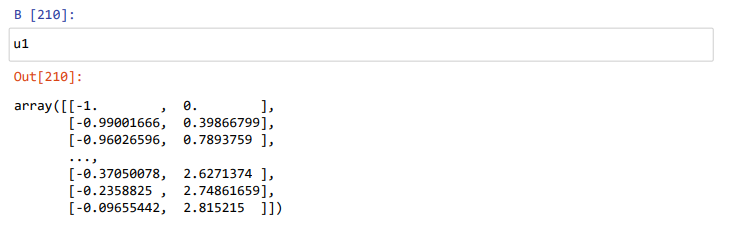 В [210]:
u1
Out[210]:
array([[-1.        ,  0.        ],
       [-0.99001666,  0.39866799],
       [-0.96026596,  0.7893759 ],
       ...,
       [-0.37050078,  2.6271374 ],
       [-0.2358825 ,  2.74861659],
       [-0.09655442,  2.815215  ]])